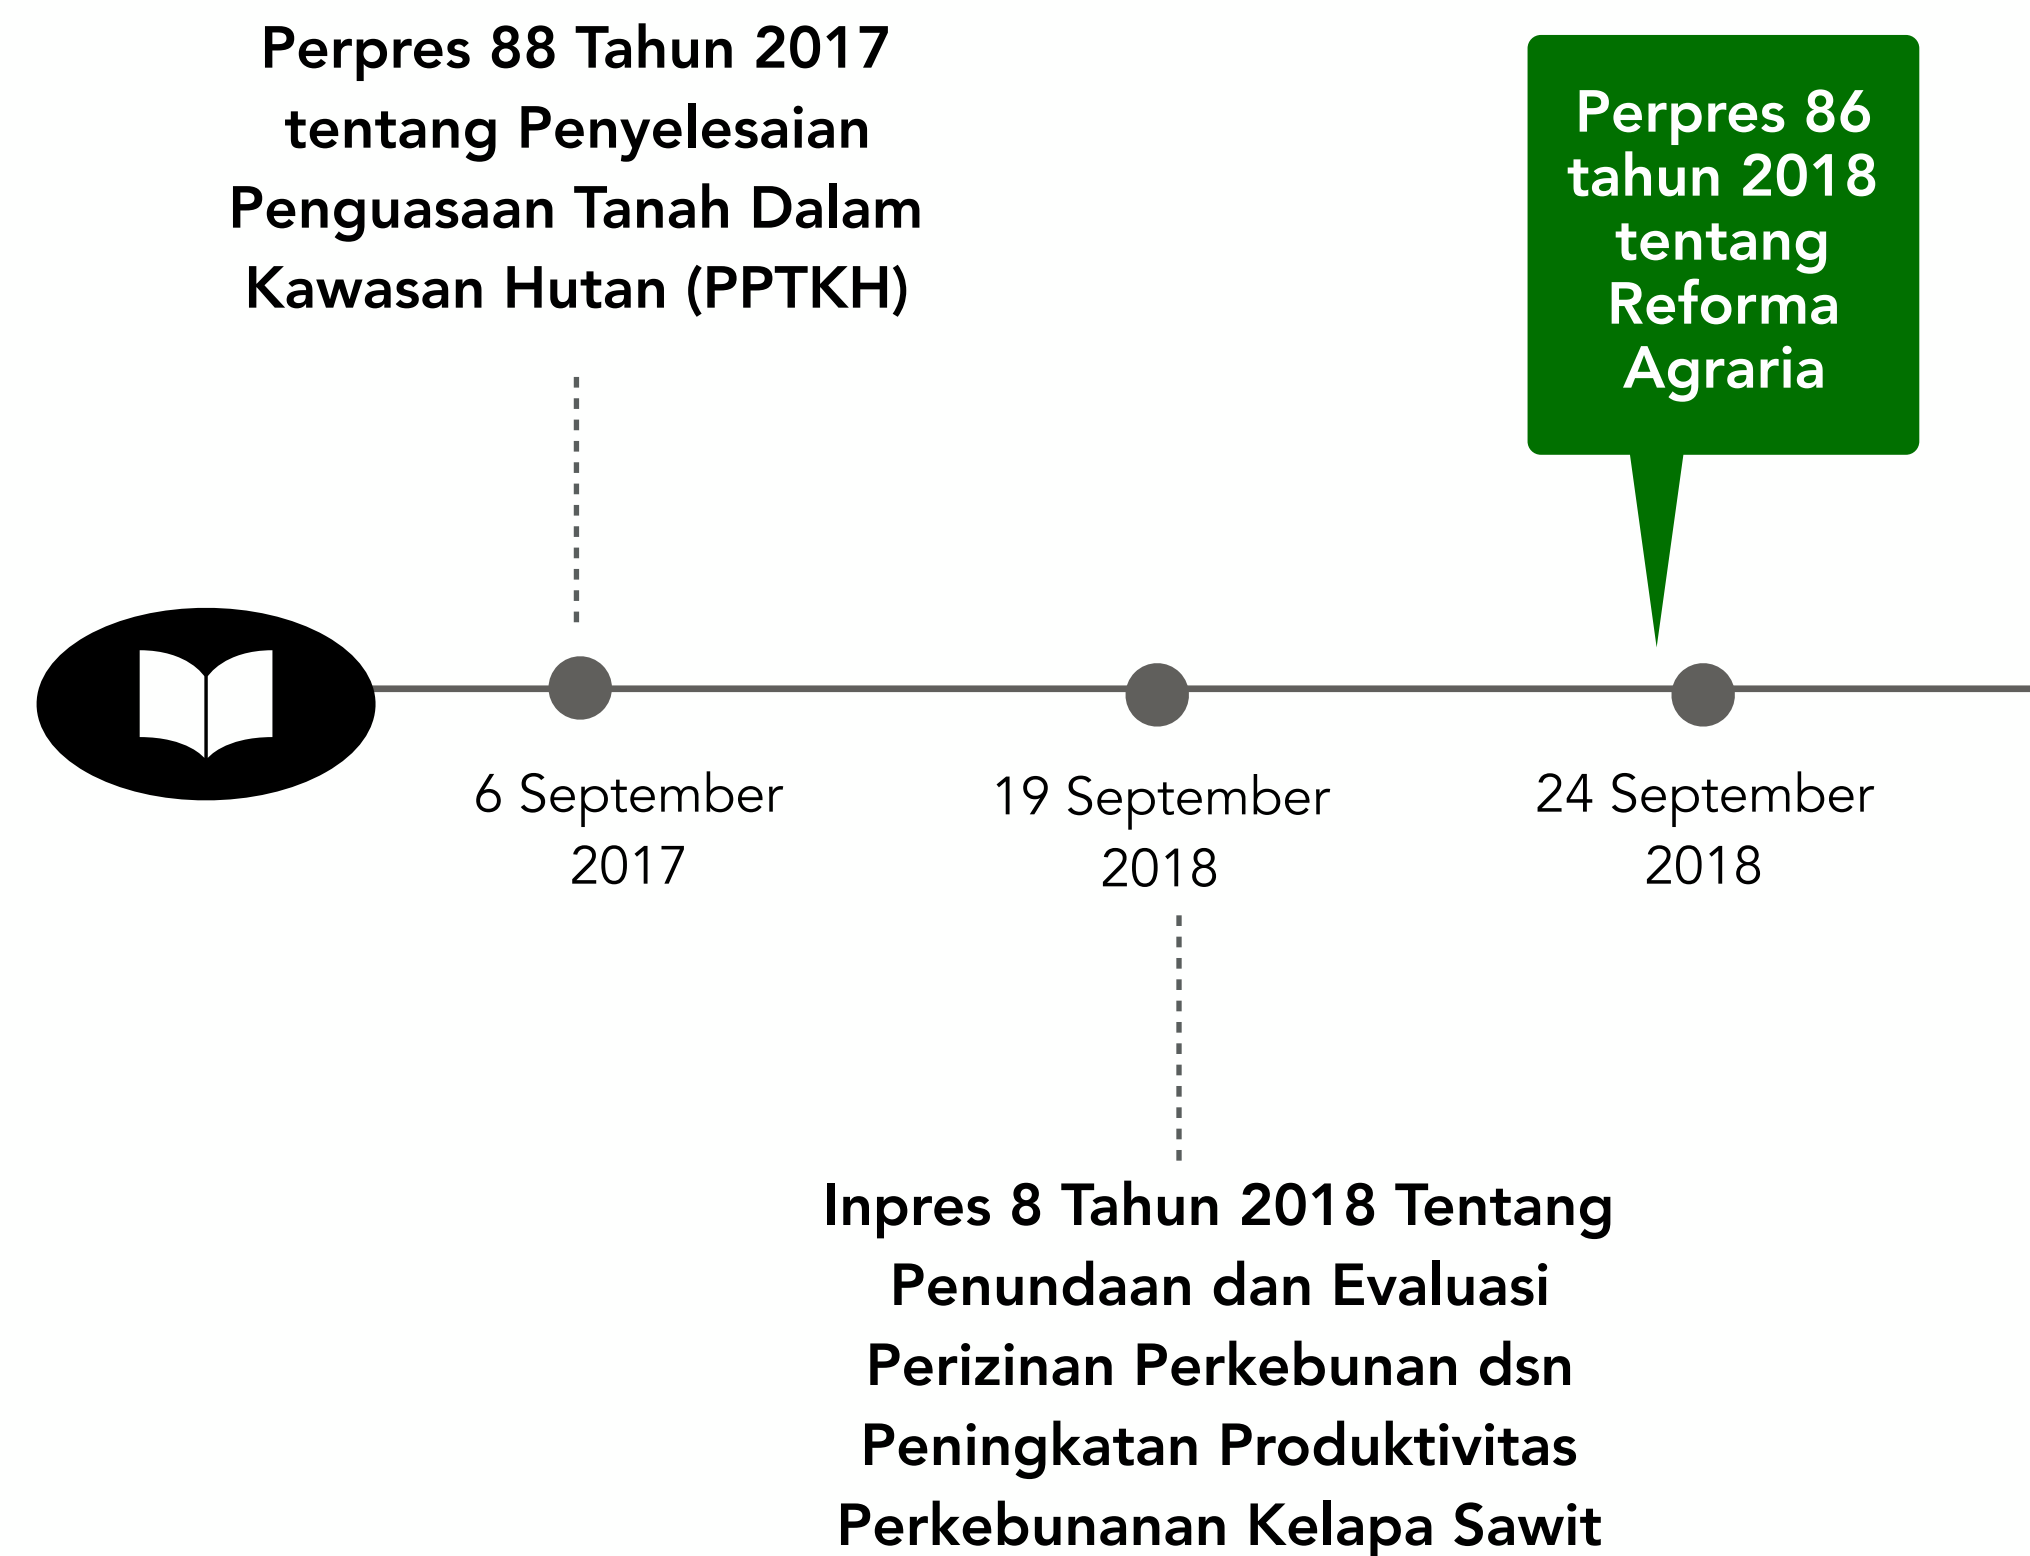 Perpres 88 Tahun 2017
tentang Penyelesaian
Penguasaan Tanah Dalam
Kawasan Hutan (PPTKH)
Perpres 86
tahun 2018
tentang
Reforma
Agraria
6 September
2017
19 September
2018
24 September
2018
Inpres 8 Tahun 2018 Tentang
Penundaan dan Evaluasi
Perizinan Perkebunan dsn
Peningkatan Produktivitas
Perkebunanan Kelapa Sawit